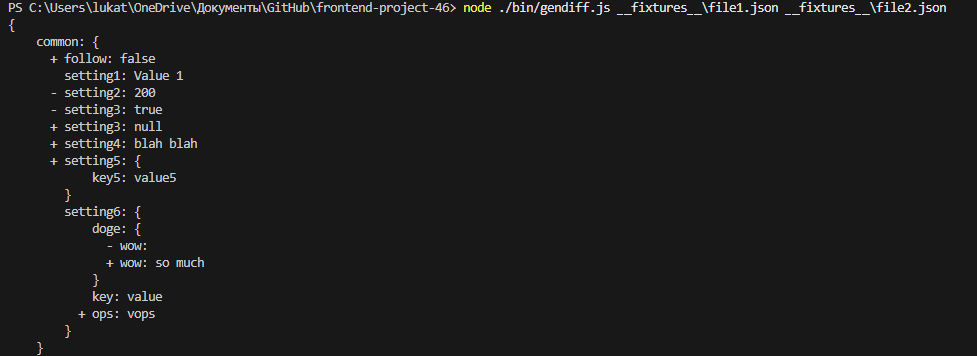 PS C:\Users\lukat\OneDrive\Документы\GitHub\frontend-project-46> node ./bin/gendiff.js __fixtures__\file1.json __fixtures__\file2.json
{
    common: {
      + follow: false
        setting1: Value 1
      - setting2: 200
      - setting3: true
      + setting3: null
      + setting4: blah blah
      + setting5: {
            key5: value5
        }
        setting6: {
            doge: {
              - wow:
              + wow: so much
            }
            key: value
          + ops: vops
        }
    }